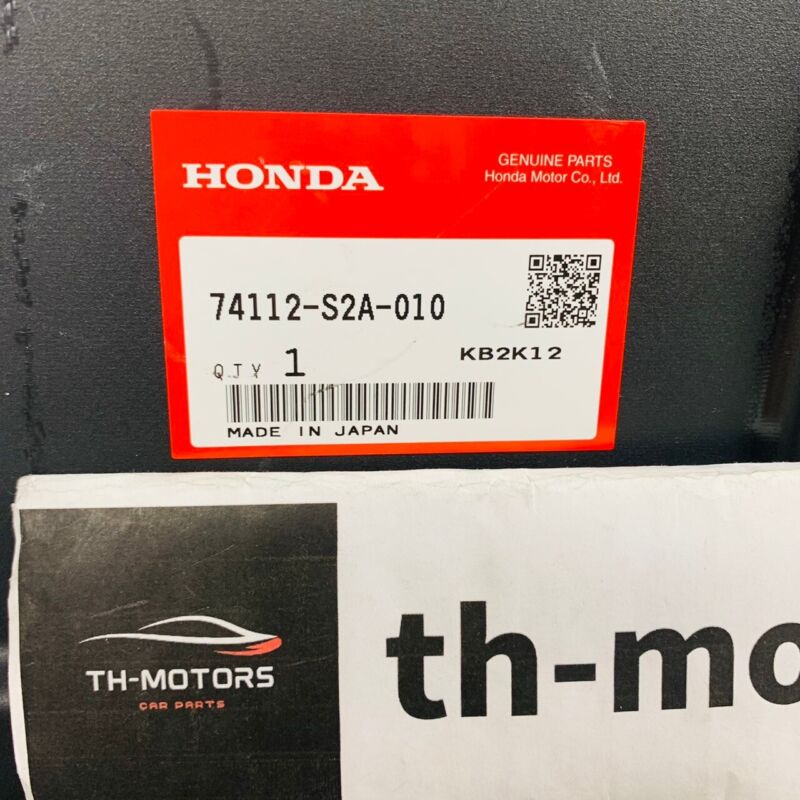 HONDA
GENUINE PARTS
Honda Motor Co., Ltd.
74112-S2A-010
QTY 1
KB2K12
MADE IN JAPAN
TH-MOTORS
CAR PARTS
th-mo